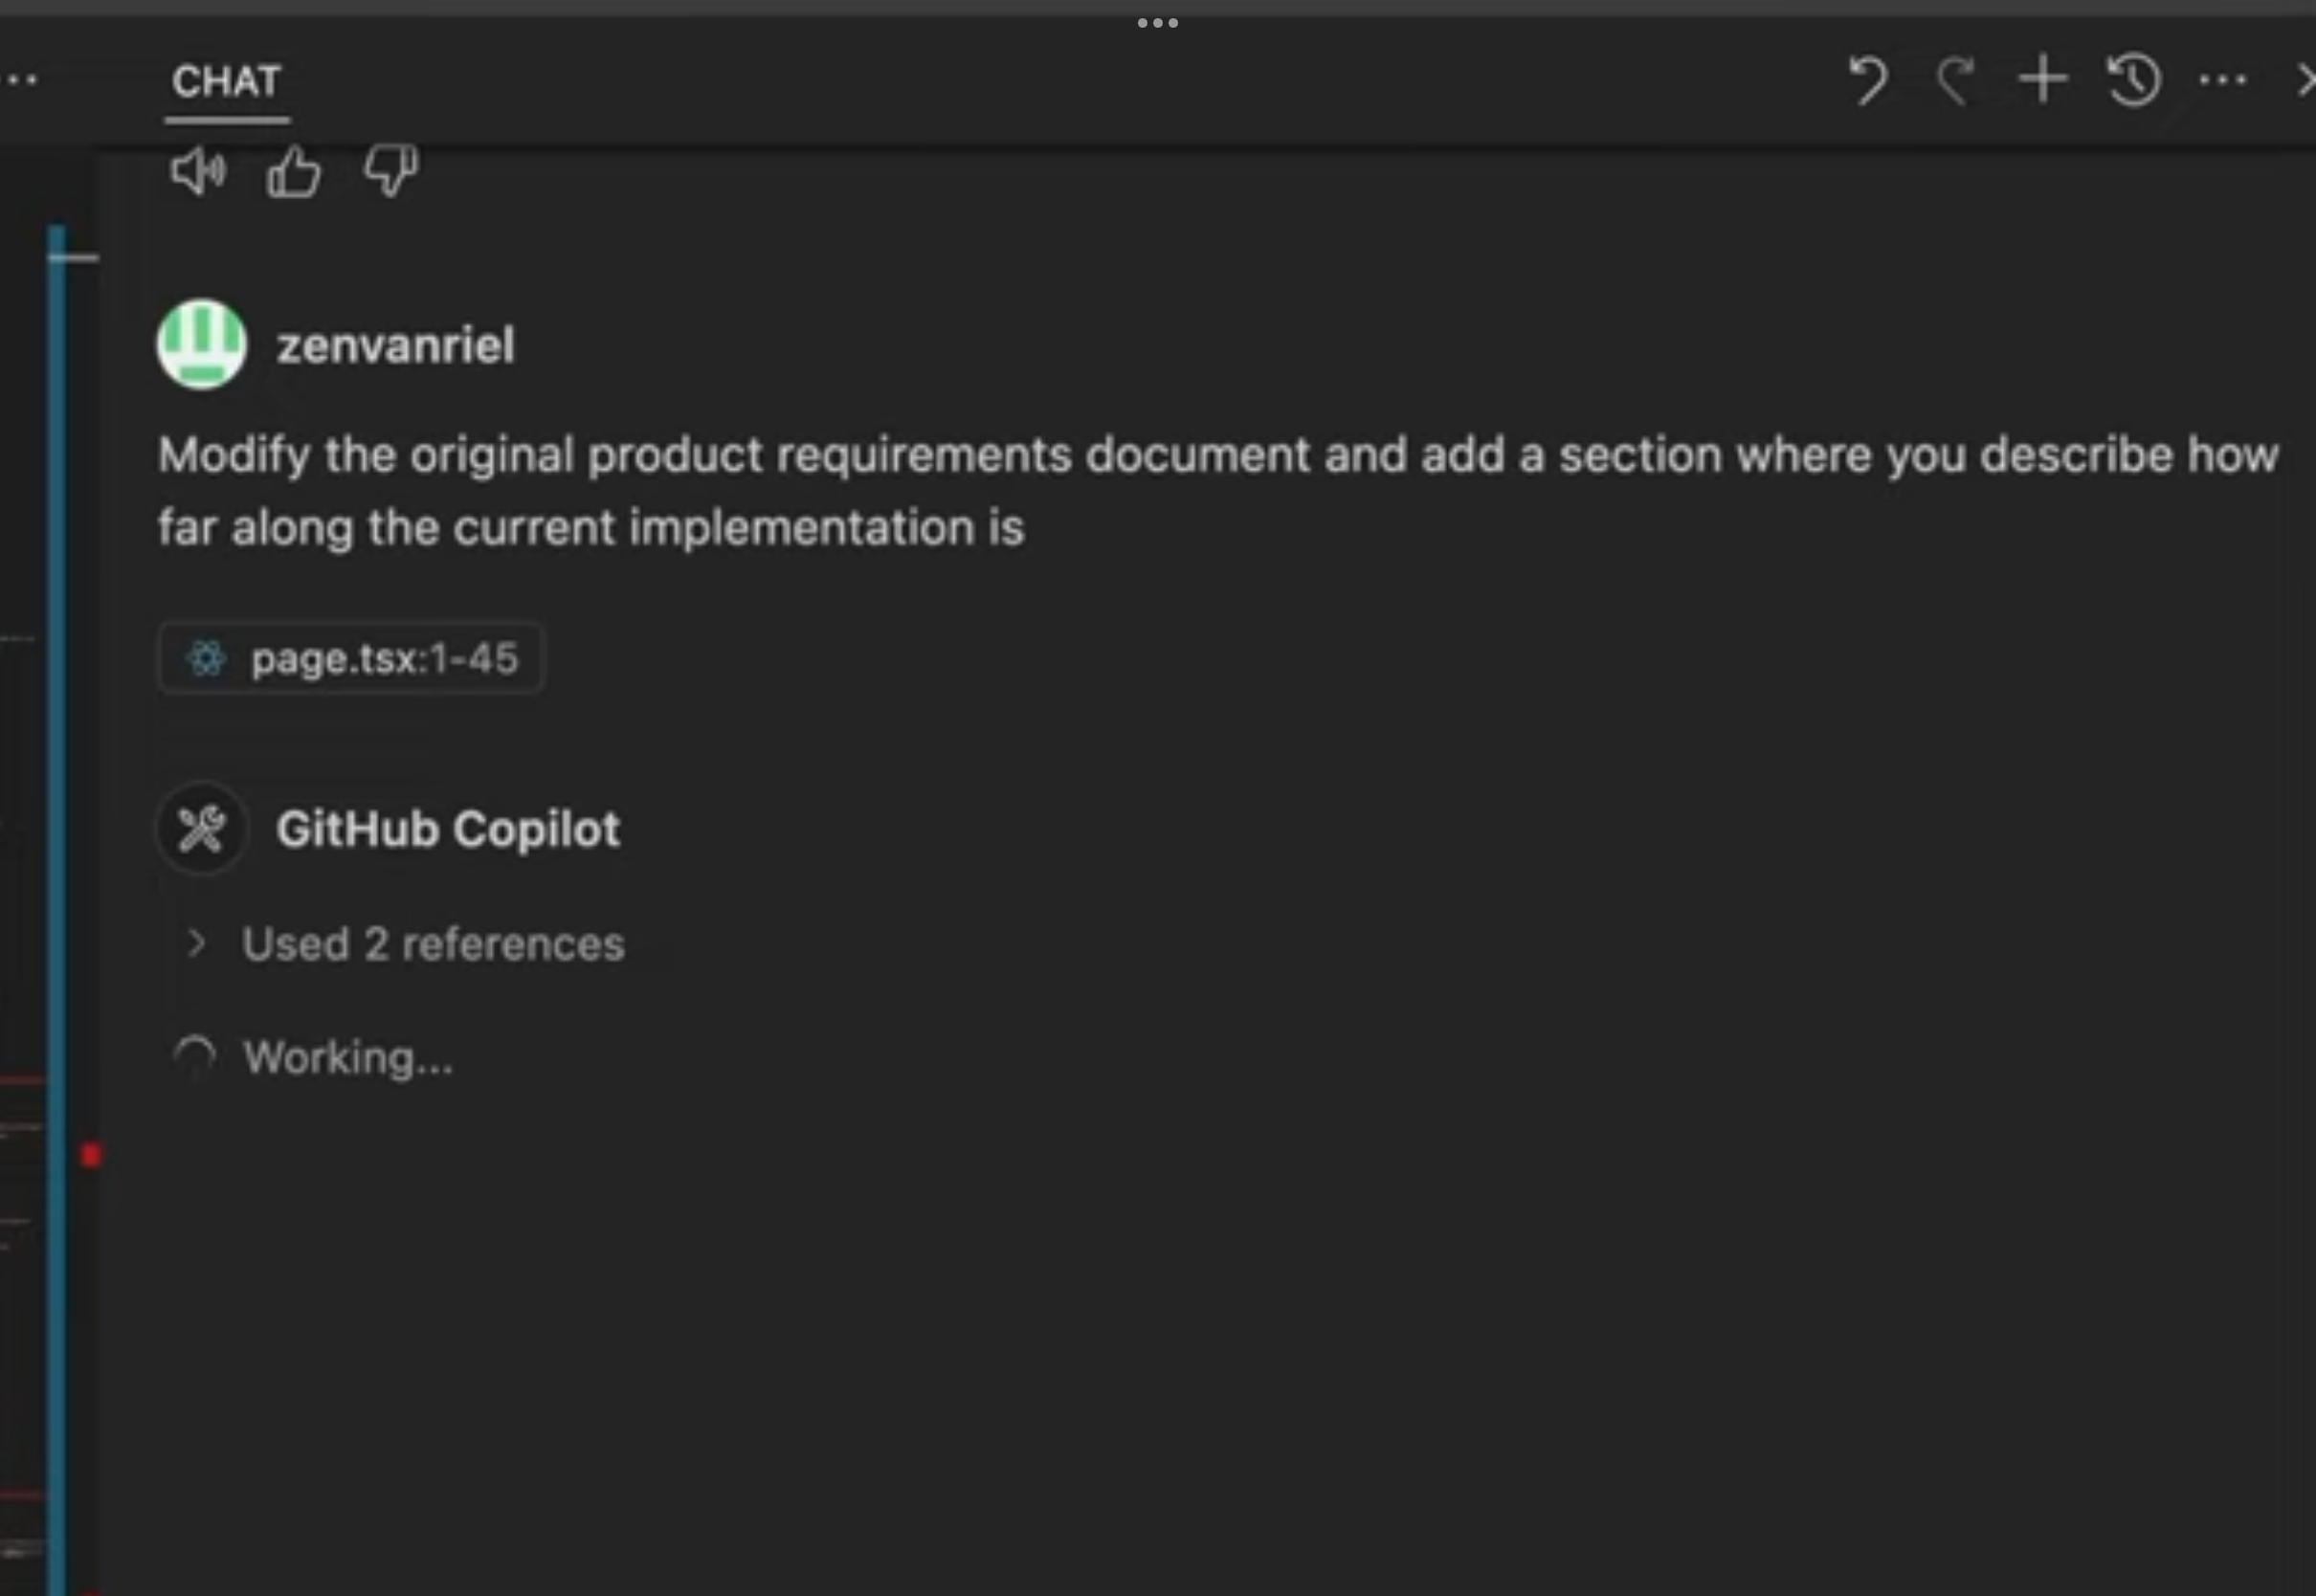 CHAT
zenvanriel
Modify the original product requirements document and add a section where you describe how
far along the current implementation is
page.tsx:1-45
GitHub Copilot
Used 2 references
Working...